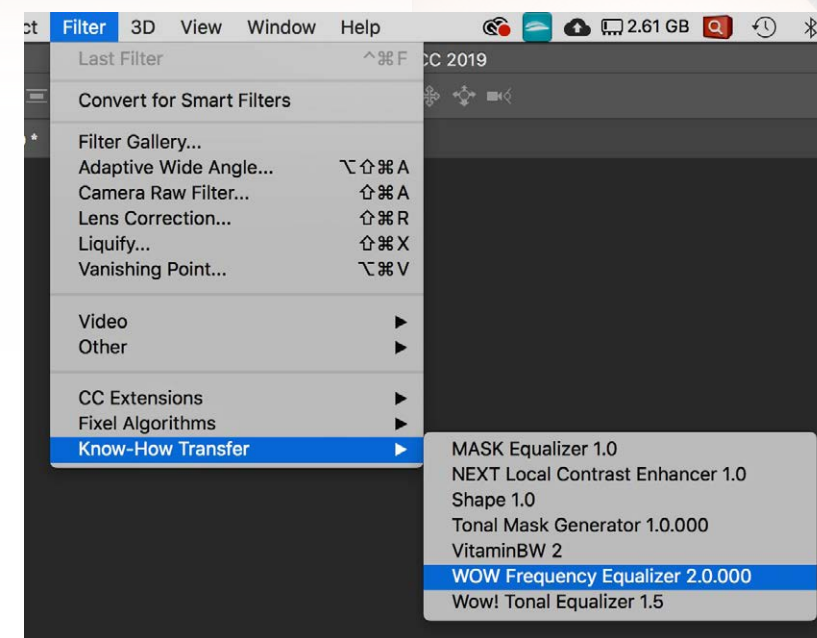 ct Filter 3D View Window Help 2.61 GB
Last Filter ^⌘F CC 2019
Convert for Smart Filters
*
Filter Gallery...
Adaptive Wide Angle... ⌥⇧⌘A
Camera Raw Filter... ⇧⌘A
Lens Correction... ⇧⌘R
Liquify... ⇧⌘X
Vanishing Point... ⌥⌘V
Video
Other
CC Extensions
Fixel Algorithms
Know-How Transfer
MASK Equalizer 1.0
NEXT Local Contrast Enhancer 1.0
Shape 1.0
Tonal Mask Generator 1.0.000
VitaminBW 2
WOW Frequency Equalizer 2.0.000
Wow! Tonal Equalizer 1.5